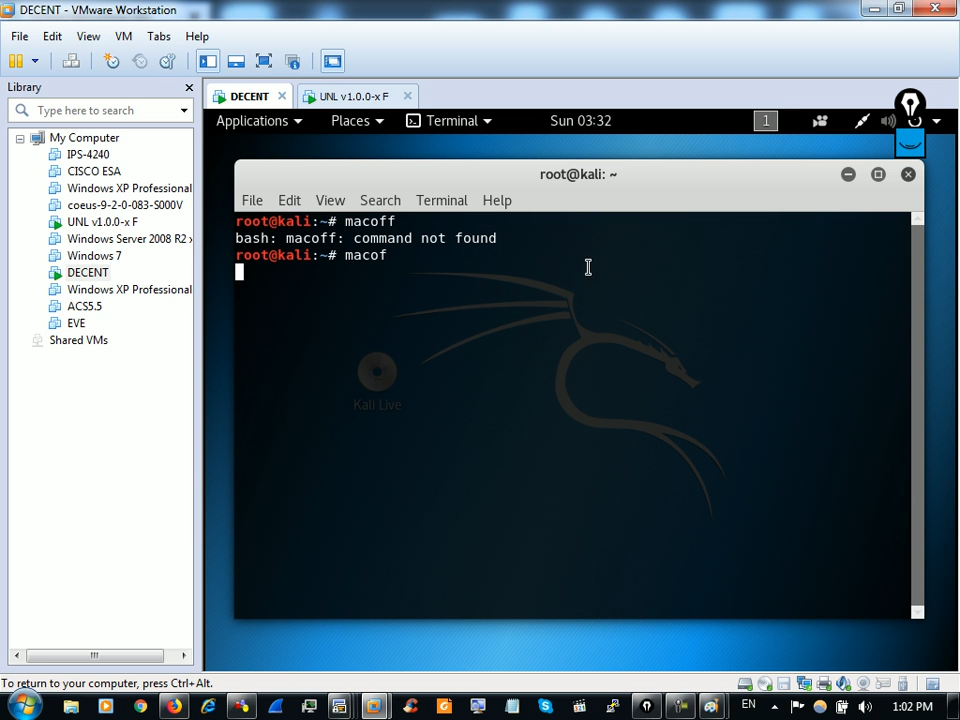 DECENT - VMware Workstation
File Edit View VM Tabs Help
Library
Type here to search
My Computer
IPS-4240
CISCO ESA
Windows XP Professional
coeus-9-2-0-083-S000V
UNL v1.0.0-x F
Windows Server 2008 R2 x
Windows 7
DECENT
Windows XP Professional
ACS5.5
EVE
Shared VMs
DECENT UNL v1.0.0-x F
Applications Places Terminal Sun 03:32 1
root@kali: ~
File Edit View Search Terminal Help
root@kali:~# macoff
bash: macoff: command not found
root@kali:~# macof
Kali Live
To return to your computer, press Ctrl+Alt.
EN 1:02 PM